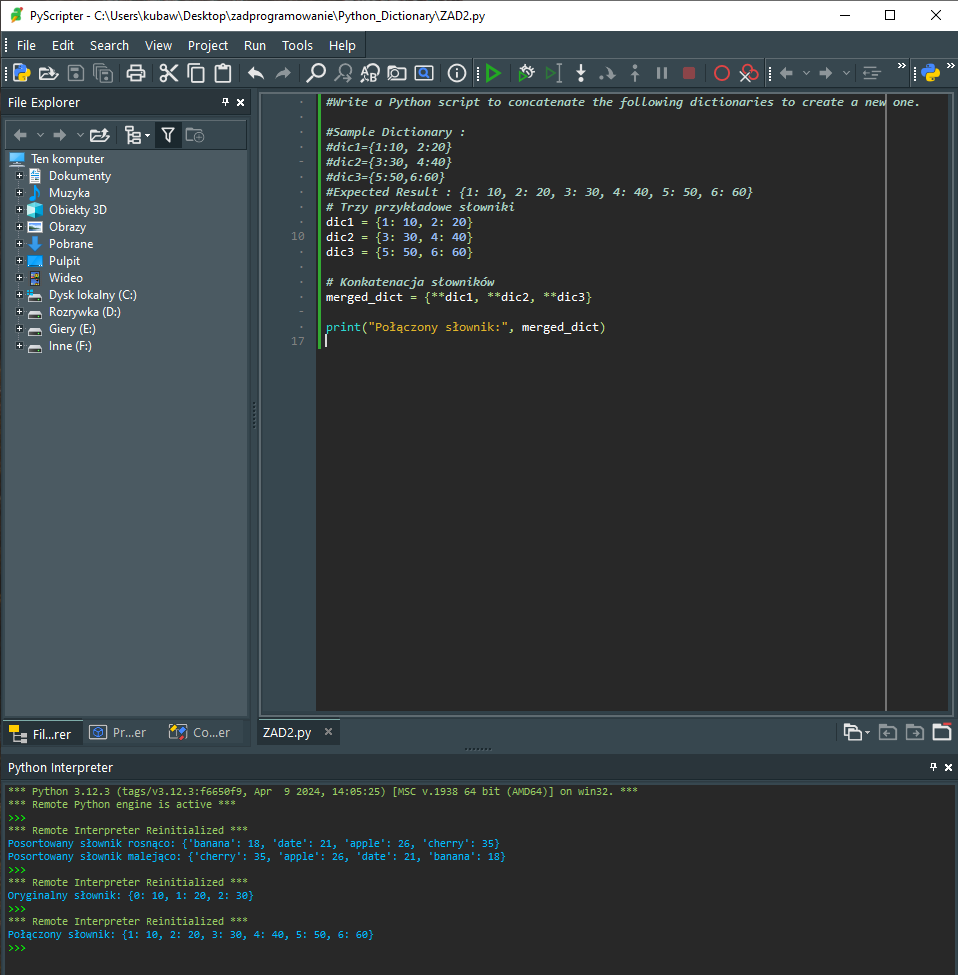 PyScripter - C:\Users\kubaw\Desktop\zadprogramowanie\Python_Dictionary\ZAD2.py
File Edit Search View Project Run Tools Help
File Explorer
Ten komputer
Dokumenty
Muzyka
Obiekty 3D
Obrazy
Pobrane
Pulpit
Wideo
Dysk lokalny (C:)
Rozrywka (D:)
Giery (E:)
Inne (F:)
Fil...rer Pr...er Co...er
#Write a Python script to concatenate the following dictionaries to create a new one.
#Sample Dictionary :
#dic1={1:10, 2:20}
#dic2={3:30, 4:40}
#dic3={5:50,6:60}
#Expected Result : {1: 10, 2: 20, 3: 30, 4: 40, 5: 50, 6: 60}
# Trzy przykładowe słowniki
dic1 = {1: 10, 2: 20}
10 dic2 = {3: 30, 4: 40}
dic3 = {5: 50, 6: 60}
# Konkatenacja słowników
merged_dict = {**dic1, **dic2, **dic3}
print("Połączony słownik:", merged_dict)
17
ZAD2.py
Python Interpreter
*** Python 3.12.3 (tags/v3.12.3:f6650f9, Apr  9 2024, 14:05:25) [MSC v.1938 64 bit (AMD64)] on win32. ***
*** Remote Python engine is active ***
>>>
*** Remote Interpreter Reinitialized ***
Posortowany słownik rosnąco: {'banana': 18, 'date': 21, 'apple': 26, 'cherry': 35}
Posortowany słownik malejąco: {'cherry': 35, 'apple': 26, 'date': 21, 'banana': 18}
>>>
*** Remote Interpreter Reinitialized ***
Oryginalny słownik: {0: 10, 1: 20, 2: 30}
>>>
*** Remote Interpreter Reinitialized ***
Połączony słownik: {1: 10, 2: 20, 3: 30, 4: 40, 5: 50, 6: 60}
>>>